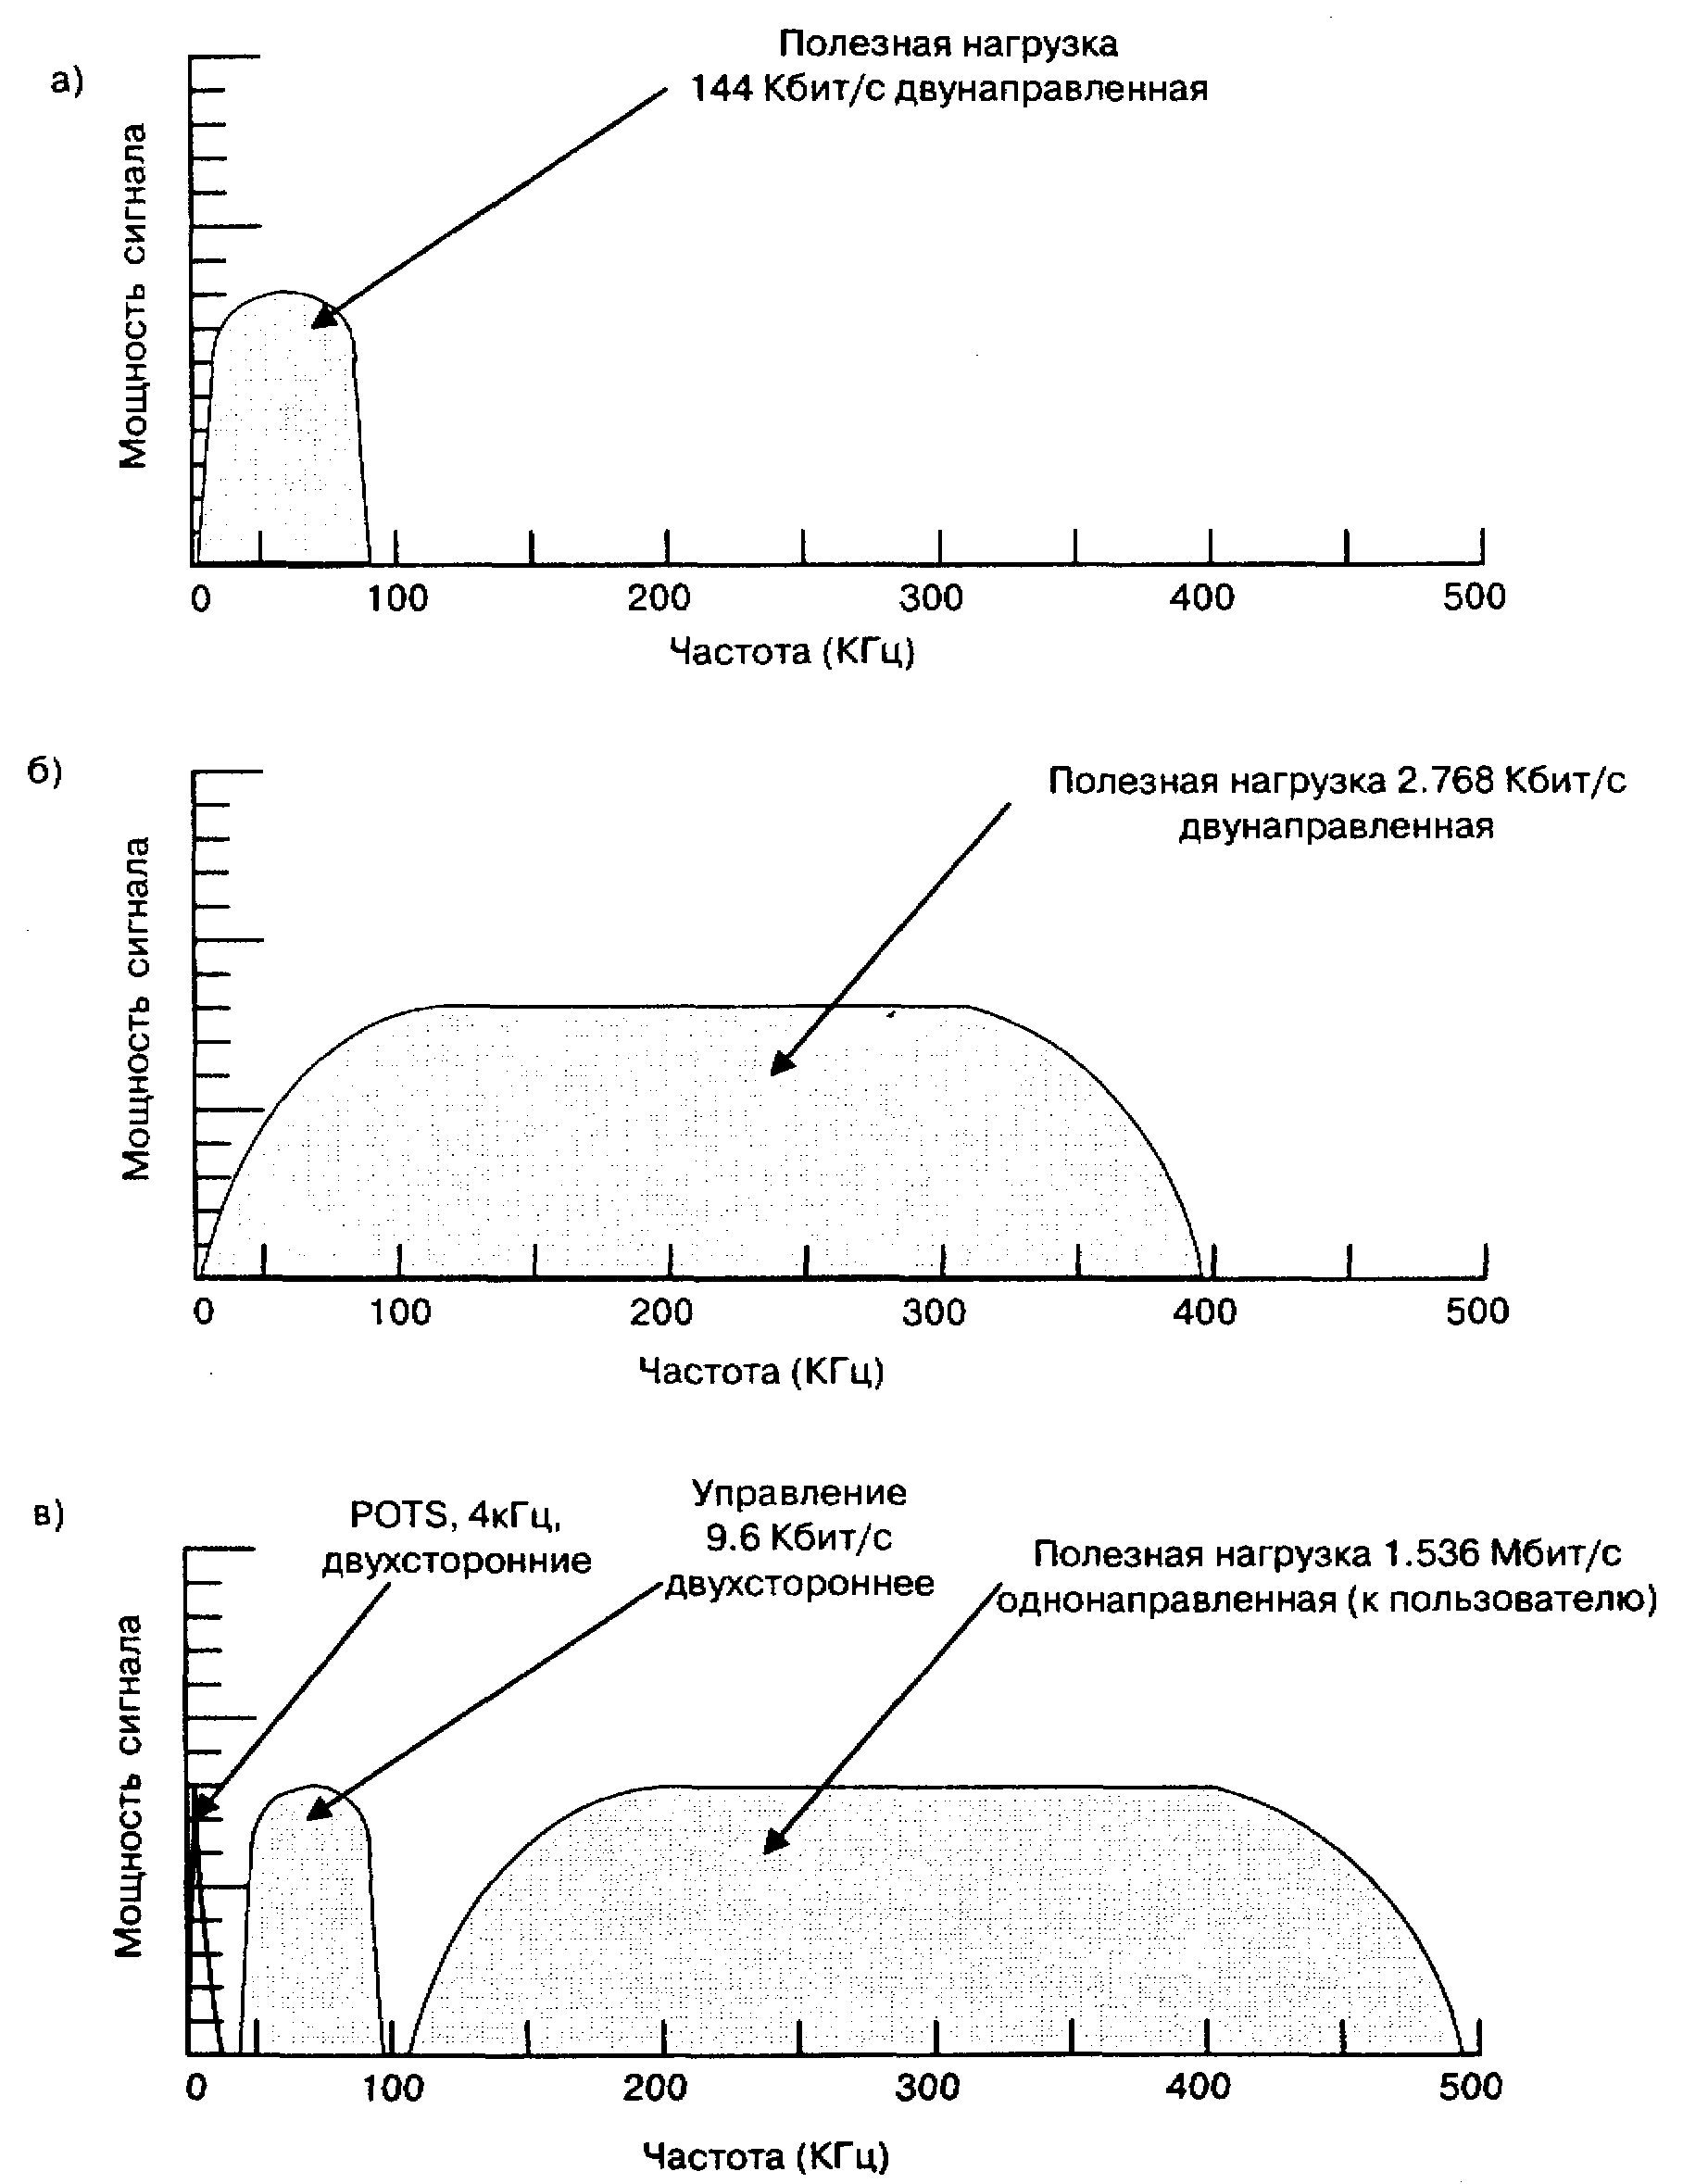 а)
Полезная нагрузка
144 Кбит/с двунаправленная
Мощность сигнала
0 100 200 300 400 500
Частота (КГц)
б)
Полезная нагрузка 2.768 Кбит/с
двунаправленная
Мощность сигнала
0 100 200 300 400 500
Частота (КГц)
в)
POTS, 4кГц,
двухсторонние
Управление
9.6 Кбит/с
двухстороннее
Полезная нагрузка 1.536 Мбит/с
однонаправленная (к пользователю)
Мощность сигнала
0 100 200 300 400 500
Частота (КГц)